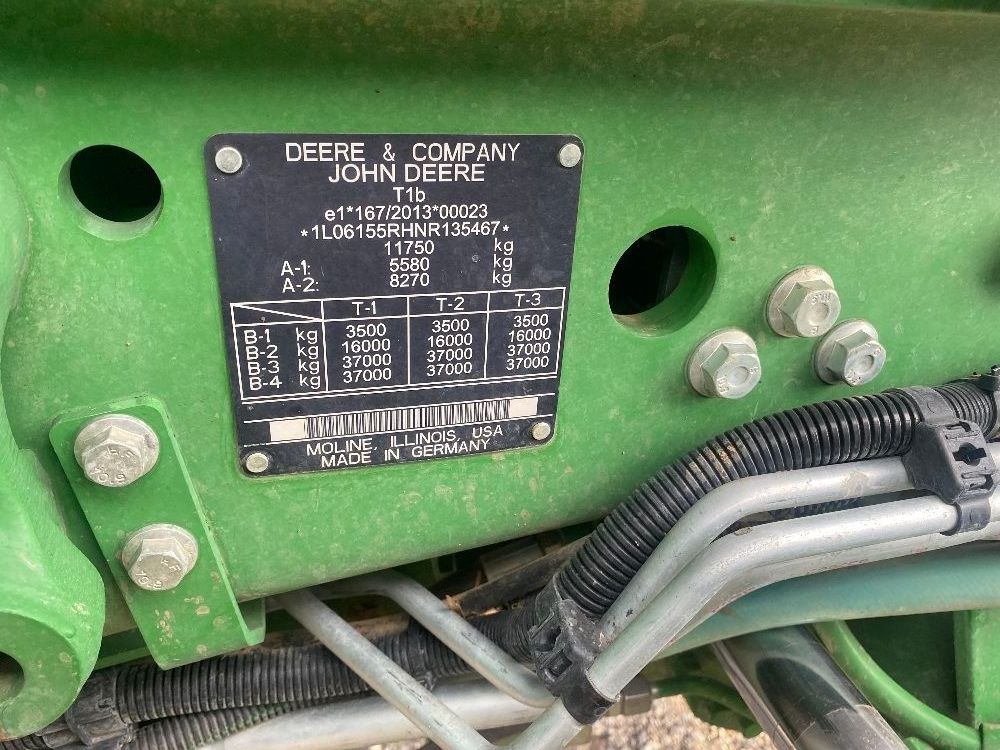 DEERE & COMPANY
JOHN DEERE
T1b
e1*167/2013*00023
*1L06155RHNR135467*
11750 kg
A-1: 5580 kg
A-2: 8270 kg
T-1 T-2 T-3
B-1 kg 3500 3500 3500
B-2 kg 16000 16000 16000
B-3 kg 37000 37000 37000
B-4 kg 37000 37000 37000
MOLINE, ILLINOIS, USA
MADE IN GERMANY
10.9